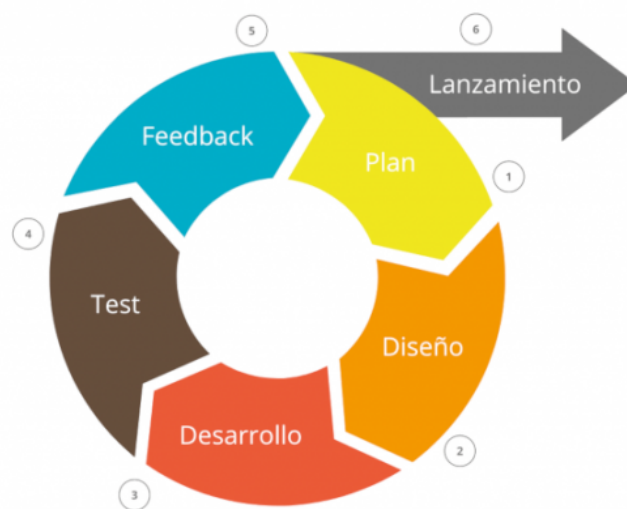 5
6
Lanzamiento
Feedback
Plan
1
4
Test
Diseño
Desarrollo
2
3